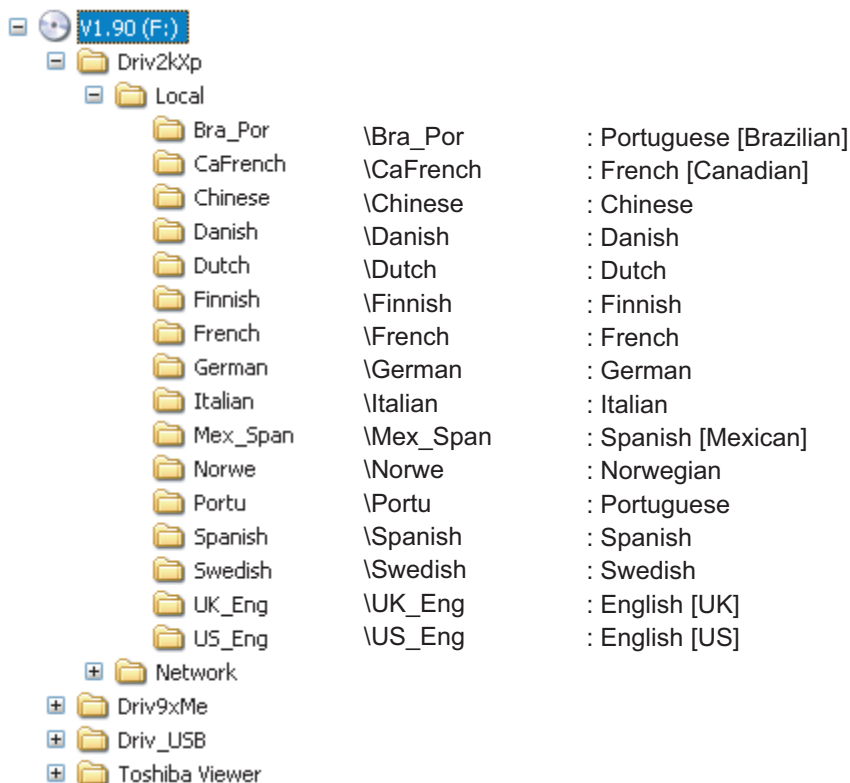 V1.90 (F:)
Driv2kXp
Local
Bra_Por \Bra_Por : Portuguese [Brazilian]
CaFrench \CaFrench : French [Canadian]
Chinese \Chinese : Chinese
Danish \Danish : Danish
Dutch \Dutch : Dutch
Finnish \Finnish : Finnish
French \French : French
German \German : German
Italian \Italian : Italian
Mex_Span \Mex_Span : Spanish [Mexican]
Norwe \Norwe : Norwegian
Portu \Portu : Portuguese
Spanish \Spanish : Spanish
Swedish \Swedish : Swedish
UK_Eng \UK_Eng : English [UK]
US_Eng \US_Eng : English [US]
Network
Driv9xMe
Driv_USB
Toshiba Viewer